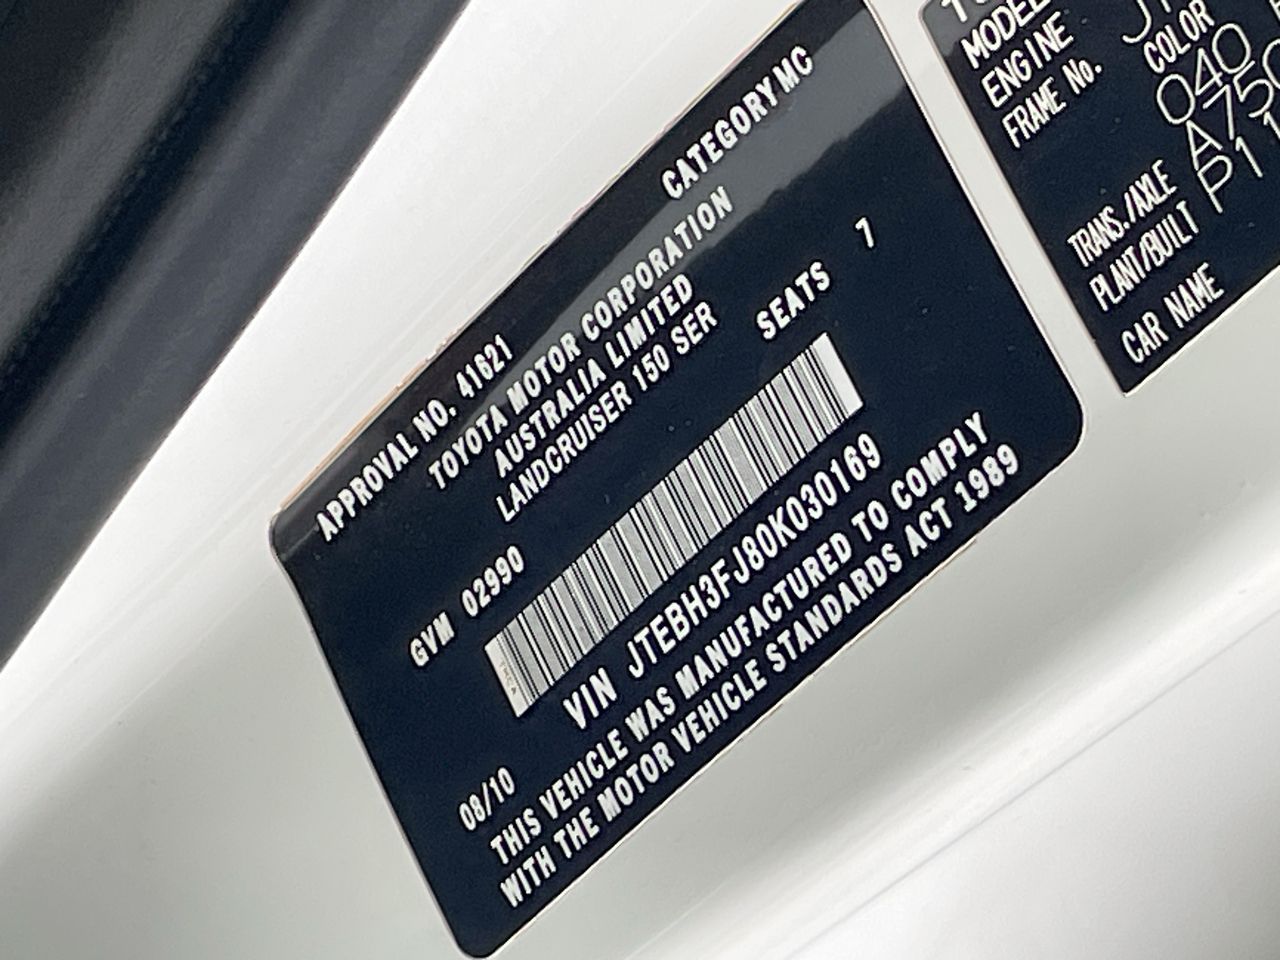 APPROVAL NO. 41621 CATEGORY MC
TOYOTA MOTOR CORPORATION
AUSTRALIA LIMITED
LANDCRUISER 150 SER
GVM 02990 SEATS 7
VIN JTEBH3FJ80K030169
08/10
THIS VEHICLE WAS MANUFACTURED TO COMPLY
WITH THE MOTOR VEHICLE STANDARDS ACT 1989
MODEL
ENGINE
FRAME No.
COLOR
040
TRANS./AXLE A750
PLANT/BUILT P11
CAR NAME